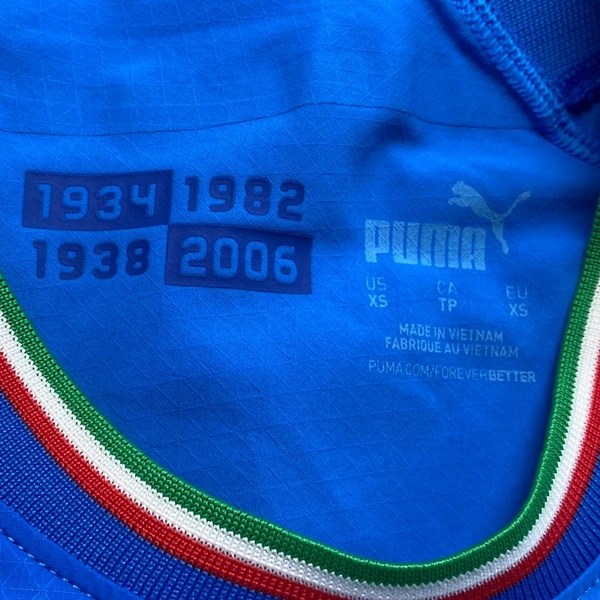 1934 1982
1938 2006
PUMA
US CA EU
XS TP XS
MADE IN VIETNAM
FABRIQUE AU VIETNAM
PUMA.COM/FOREVERBETTER